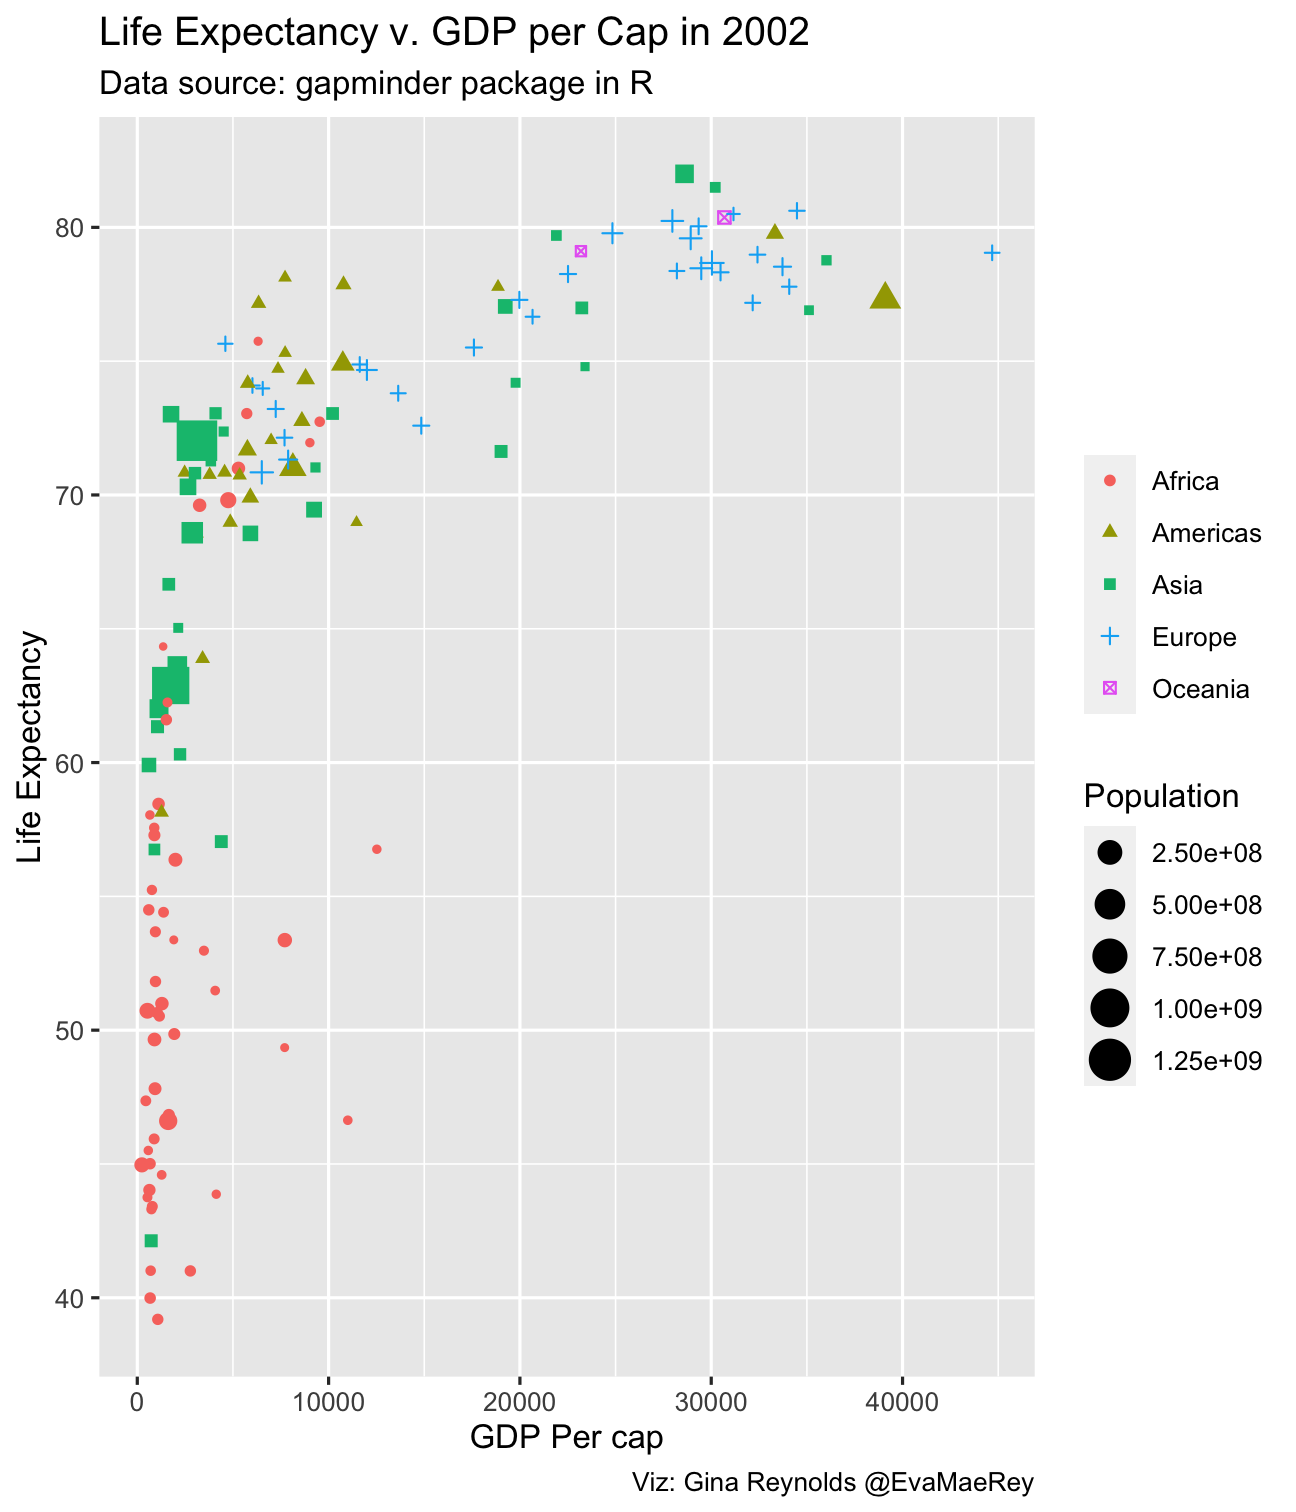 Life Expectancy v. GDP per Cap in 2002
Data source: gapminder package in R
80
70
60
50
40
Life Expectancy
0
10000
20000
30000
40000
GDP Per cap
Africa
Americas
Asia
Europe
Oceania
Population
2.50e+08
5.00e+08
7.50e+08
1.00e+09
1.25e+09
Viz: Gina Reynolds @EvaMaeRey